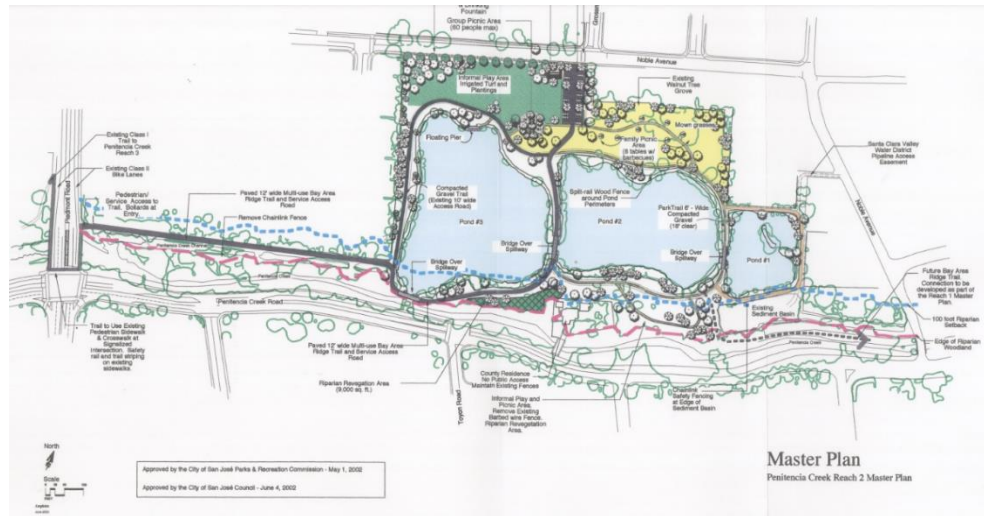 & Drinking
Fountain
Group Picnic Area
(80 people max)
Noble Avenue
Informal Play Area
Irrigated Turf and
Plantings
Existing
Walnut Tree
Grove
Mown grasses
Existing Class I
Trail to
Penitencia Creek
Reach 3
Floating Pier
Family Picnic
Area
(8 tables w/
barbecues)
Santa Clara Valley
Water District
Pipeline Access
Easement
Existing Class II
Bike Lanes
Piedmont Road
Pedestrian/
Service Access to
Trail. Bollards at
Entry
Paved 12' wide Multi-use Bay Area
Ridge Trail and Service Access
Road
Compacted
Gravel Trail
(Existing 10' wide
Access Road)
Split-rail Wood Fence
around Pond
Perimeters
ParkTrail 6' - Wide
Compacted
Gravel
(18" clear)
Noble Avenue
Remove Chainlink Fence
Pond #3
Pond #2
Bridge Over
Spillway
Bridge Over
Spillway
Bridge Over
Spillway
Pond #1
Penitencia Creek
Penitencia Creek Road
Future Bay Area
Ridge Trail.
Connection to be
developed as part of
the Reach 1 Master
Plan.
Existing
Sediment Basin
100 foot Riparian
Setback
Penitencia Creek
Edge of Riparian
Woodland
Trail to Use Existing
Pedestrian Sidewalk
& Crosswalk at
Signalized
Intersection. Safety
rail and trail striping
on existing
sidewalks.
Paved 12' wide Multi-use Bay Area
Ridge Trail and Service Access
Road
Riparian Revegetation Area
(9,000 sq. ft.)
Toyon Road
County Residence
No Public Access
Maintain Existing Fences
Informal Play and
Picnic Area,
Remove Existing
Barbed wire Fence.
Riparian Revegetation
Area.
Chainlink
Safety Fencing
at Edge of
Sediment Basin
North
Scale
Approved by the City of San José Parks & Recreation Commission - May 1, 2002
Approved by the City of San José Council - June 4, 2002
Master Plan
Penitencia Creek Reach 2 Master Plan